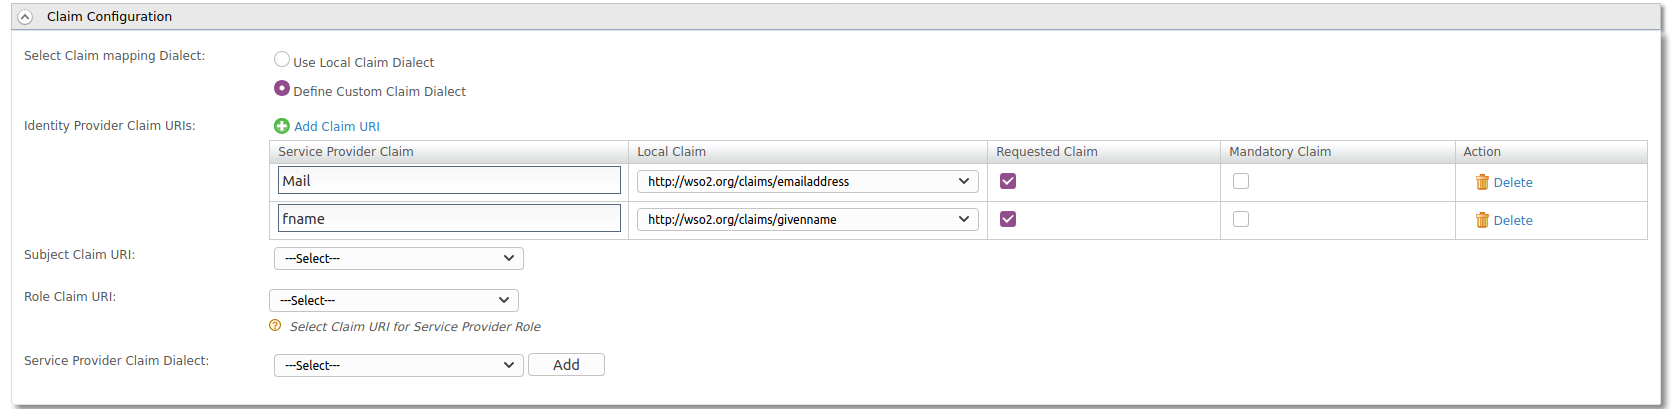 Claim Configuration
Select Claim mapping Dialect:
Use Local Claim Dialect
Define Custom Claim Dialect
Identity Provider Claim URIs:
Add Claim URI
Service Provider Claim Local Claim Requested Claim Mandatory Claim Action
Mail http://wso2.org/claims/emailaddress Delete
fname http://wso2.org/claims/givenname Delete
Subject Claim URI: ---Select---
Role Claim URI: ---Select---
? Select Claim URI for Service Provider Role
Service Provider Claim Dialect: ---Select--- Add